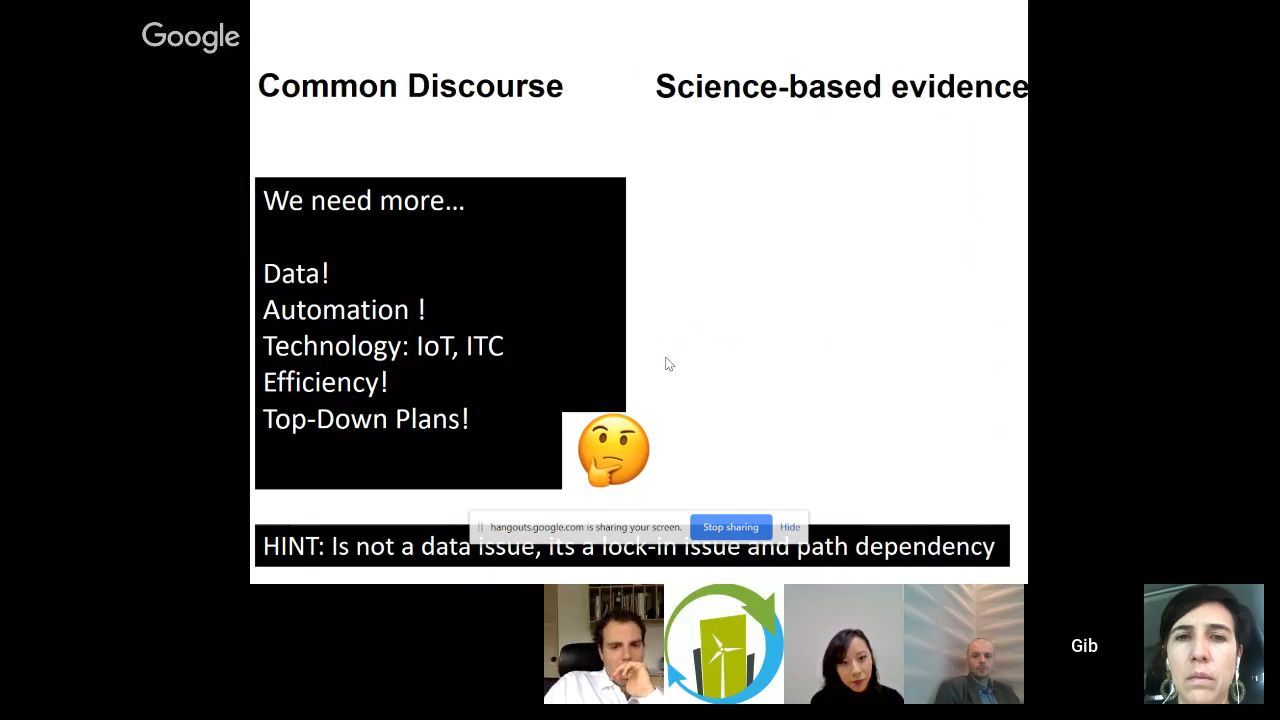 Google
Common Discourse
Science-based evidence
We need more...
Data!
Automation !
Technology: IoT, ITC
Efficiency!
Top-Down Plans!
hangouts.google.com is sharing your screen.
Stop sharing
Hide
HINT: Is not a data issue, its a lock-in issue and path dependency
Gib